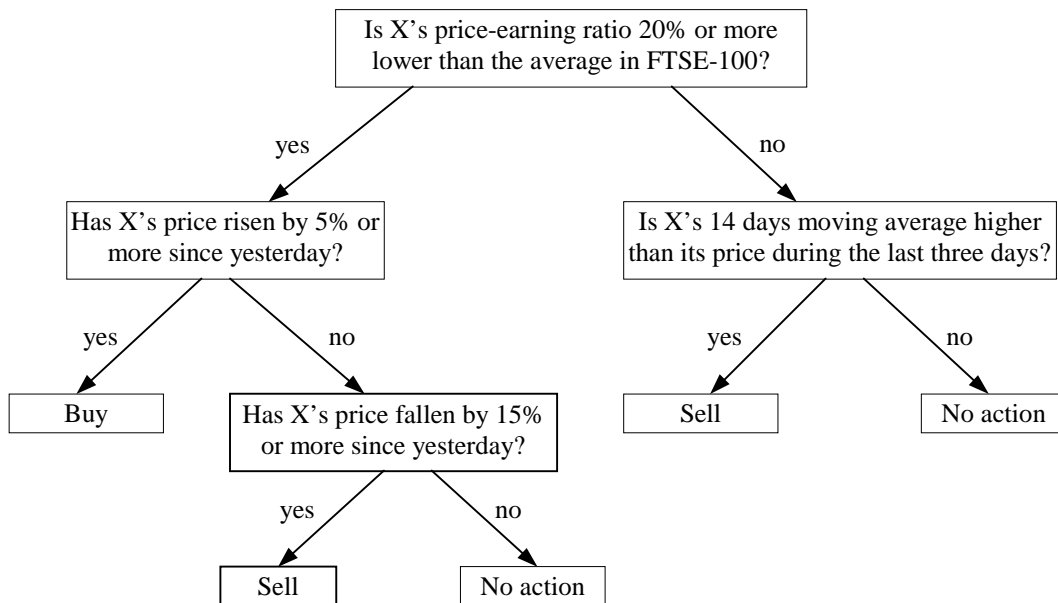 Is X's price-earning ratio 20% or more
lower than the average in FTSE-100?
yes
no
Has X's price risen by 5% or
more since yesterday?
Is X's 14 days moving average higher
than its price during the last three days?
yes
no
yes
no
Buy
Has X's price fallen by 15%
or more since yesterday?
Sell
No action
yes
no
Sell
No action